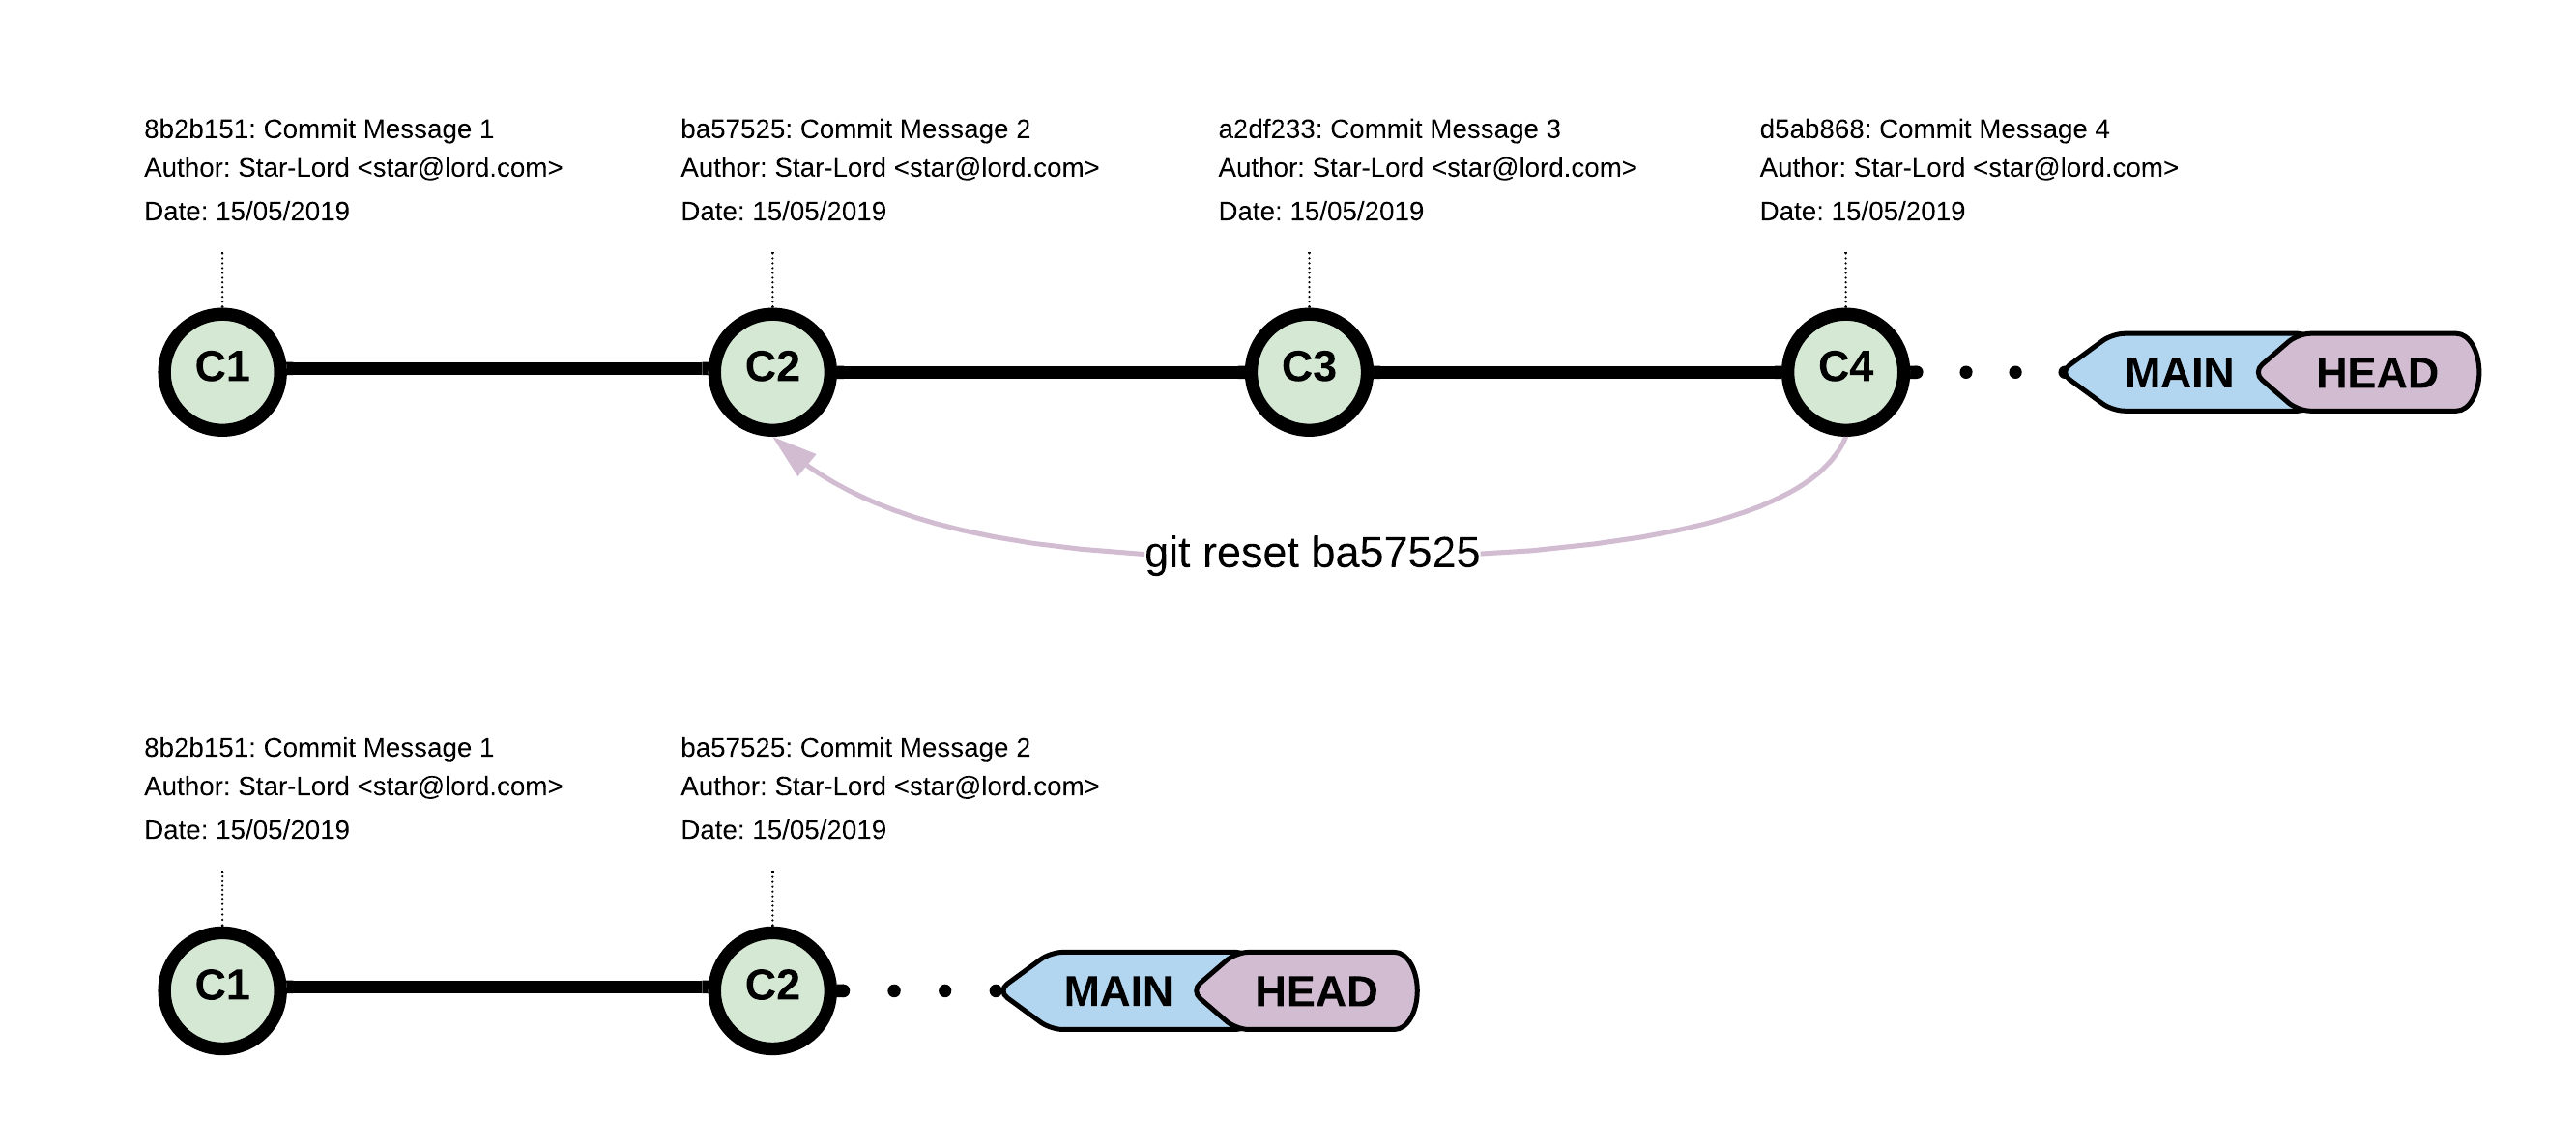 8b2b151: Commit Message 1
Author: Star-Lord <star@lord.com>
Date: 15/05/2019
ba57525: Commit Message 2
Author: Star-Lord <star@lord.com>
Date: 15/05/2019
a2df233: Commit Message 3
Author: Star-Lord <star@lord.com>
Date: 15/05/2019
d5ab868: Commit Message 4
Author: Star-Lord <star@lord.com>
Date: 15/05/2019
C1
C2
C3
C4
MAIN
HEAD
git reset ba57525
8b2b151: Commit Message 1
Author: Star-Lord <star@lord.com>
Date: 15/05/2019
ba57525: Commit Message 2
Author: Star-Lord <star@lord.com>
Date: 15/05/2019
C1
C2
MAIN
HEAD